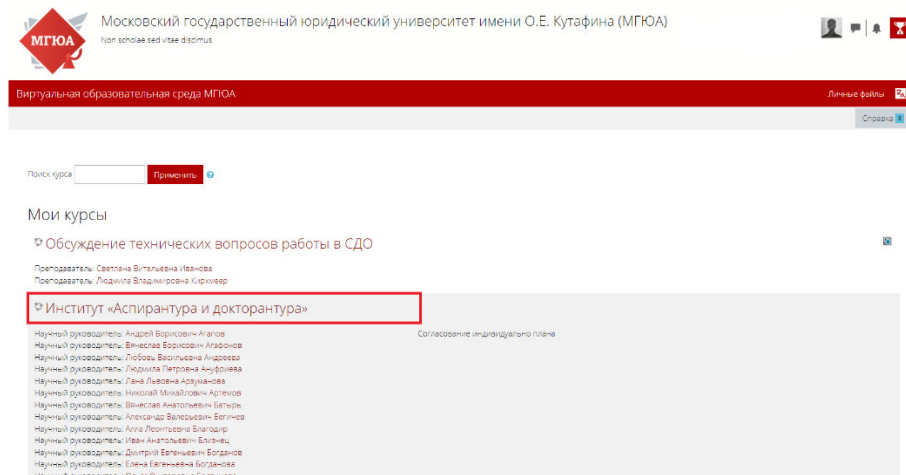 Московский государственный юридический университет имени О.Е. Кутафина (МГЮА)
МГЮА
Non scholae sed vitae discimus
Виртуальная образовательная среда МГЮА
Личные файлы
Справка
Поиск курса
Применить
Мои курсы
Обсуждение технических вопросов работы в СДО
Преподаватель: Светлана Витальевна Иванова
Преподаватель: Людмила Владимировна Кирхмеер
Институт «Аспирантура и докторантура»
Научный руководитель: Андрей Борисович Агапов
Согласование индивидуально плана
Научный руководитель: Вячеслав Борисович Агафонов
Научный руководитель: Любовь Васильевна Андреева
Научный руководитель: Людмила Петровна Ануфриева
Научный руководитель: Лана Львовна Арзуманова
Научный руководитель: Николай Михайлович Артемов
Научный руководитель: Вячеслав Анатольевич Батырь
Научный руководитель: Александр Валерьевич Бегичев
Научный руководитель: Алла Леонтьевна Благодир
Научный руководитель: Иван Анатольевич Близнец
Научный руководитель: Дмитрий Евгеньевич Богданов
Научный руководитель: Елена Евгеньевна Богданова